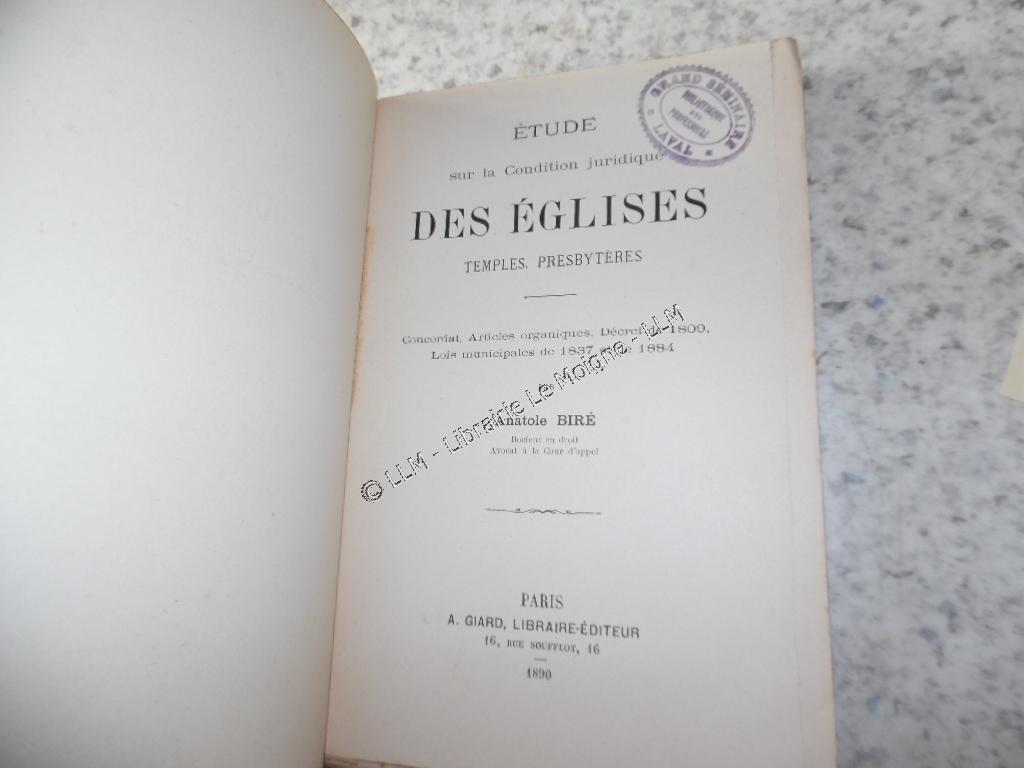 ÉTUDE
sur la Condition juridique
DES ÉGLISES
TEMPLES, PRESBYTÈRES
Concordat, Articles organiques, Décret de 1809,
Lois municipales de 1837 et de 1884
Anatole BIRÉ
Docteur en droit
Avocat à la Cour d'appel
PARIS
A. GIARD, LIBRAIRE-ÉDITEUR
16, RUE SOUFFLOT, 16
1890
GRAND SÉMINAIRE
LAVAL
BIBLIOTHÈQUE
© LLM - Librairie Le Moigne - LLM